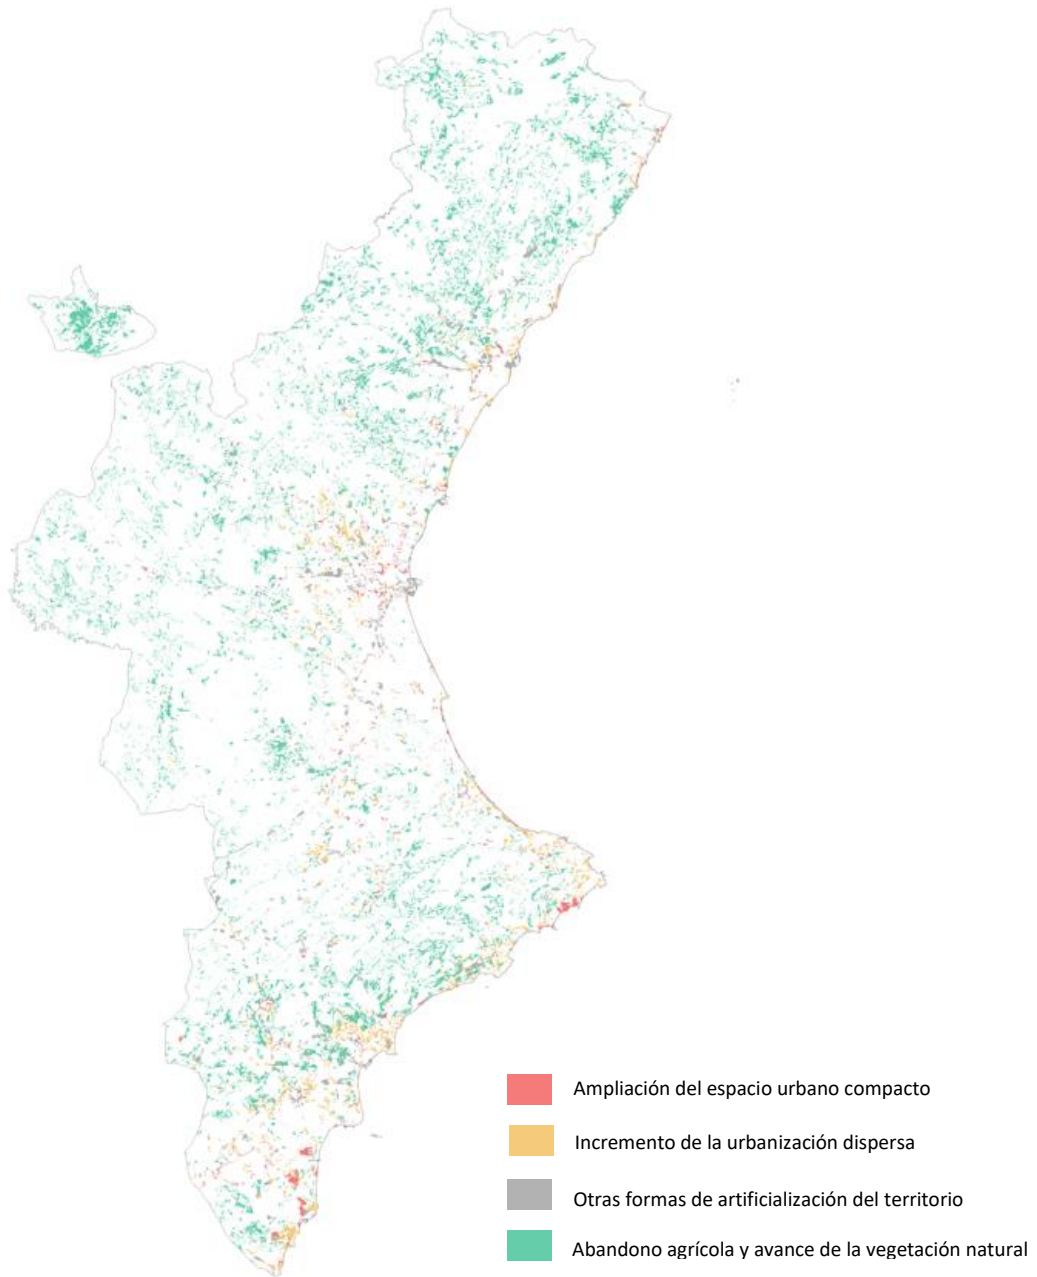 Ampliación del espacio urbano compacto
Incremento de la urbanización dispersa
Otras formas de artificialización del territorio
Abandono agrícola y avance de la vegetación natural